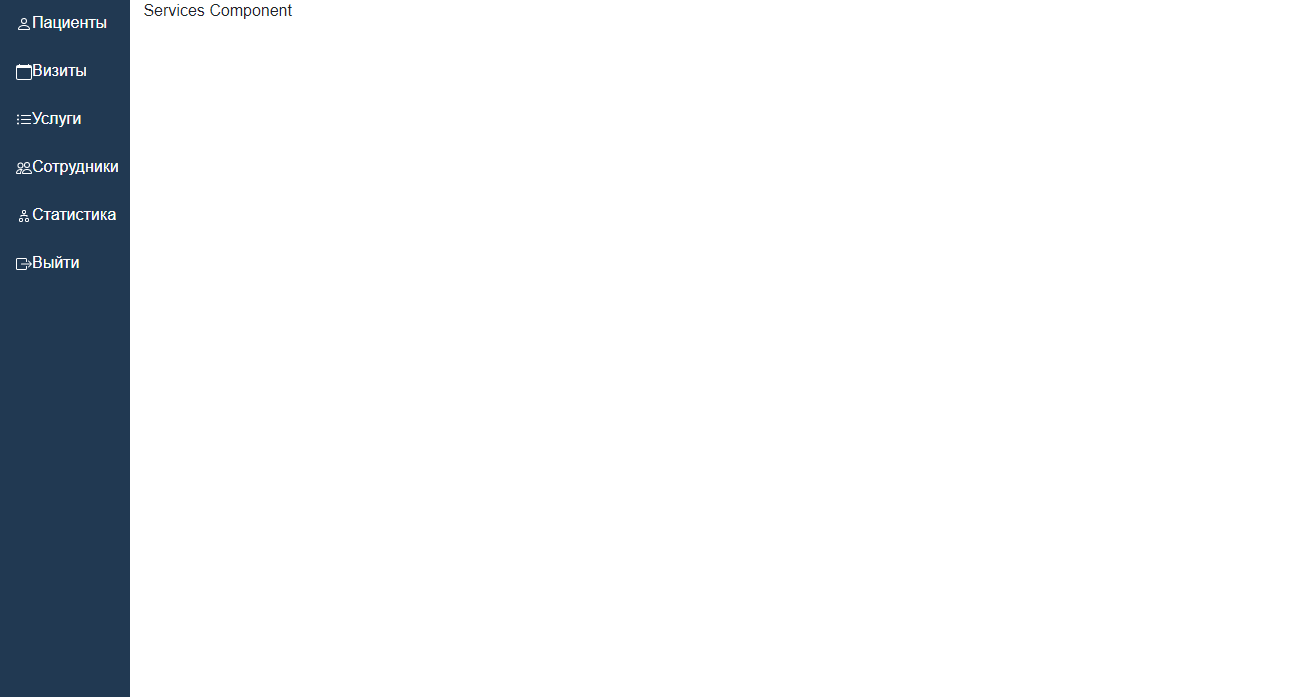 Пациенты
Визиты
Услуги
Сотрудники
Статистика
Выйти
Services Component